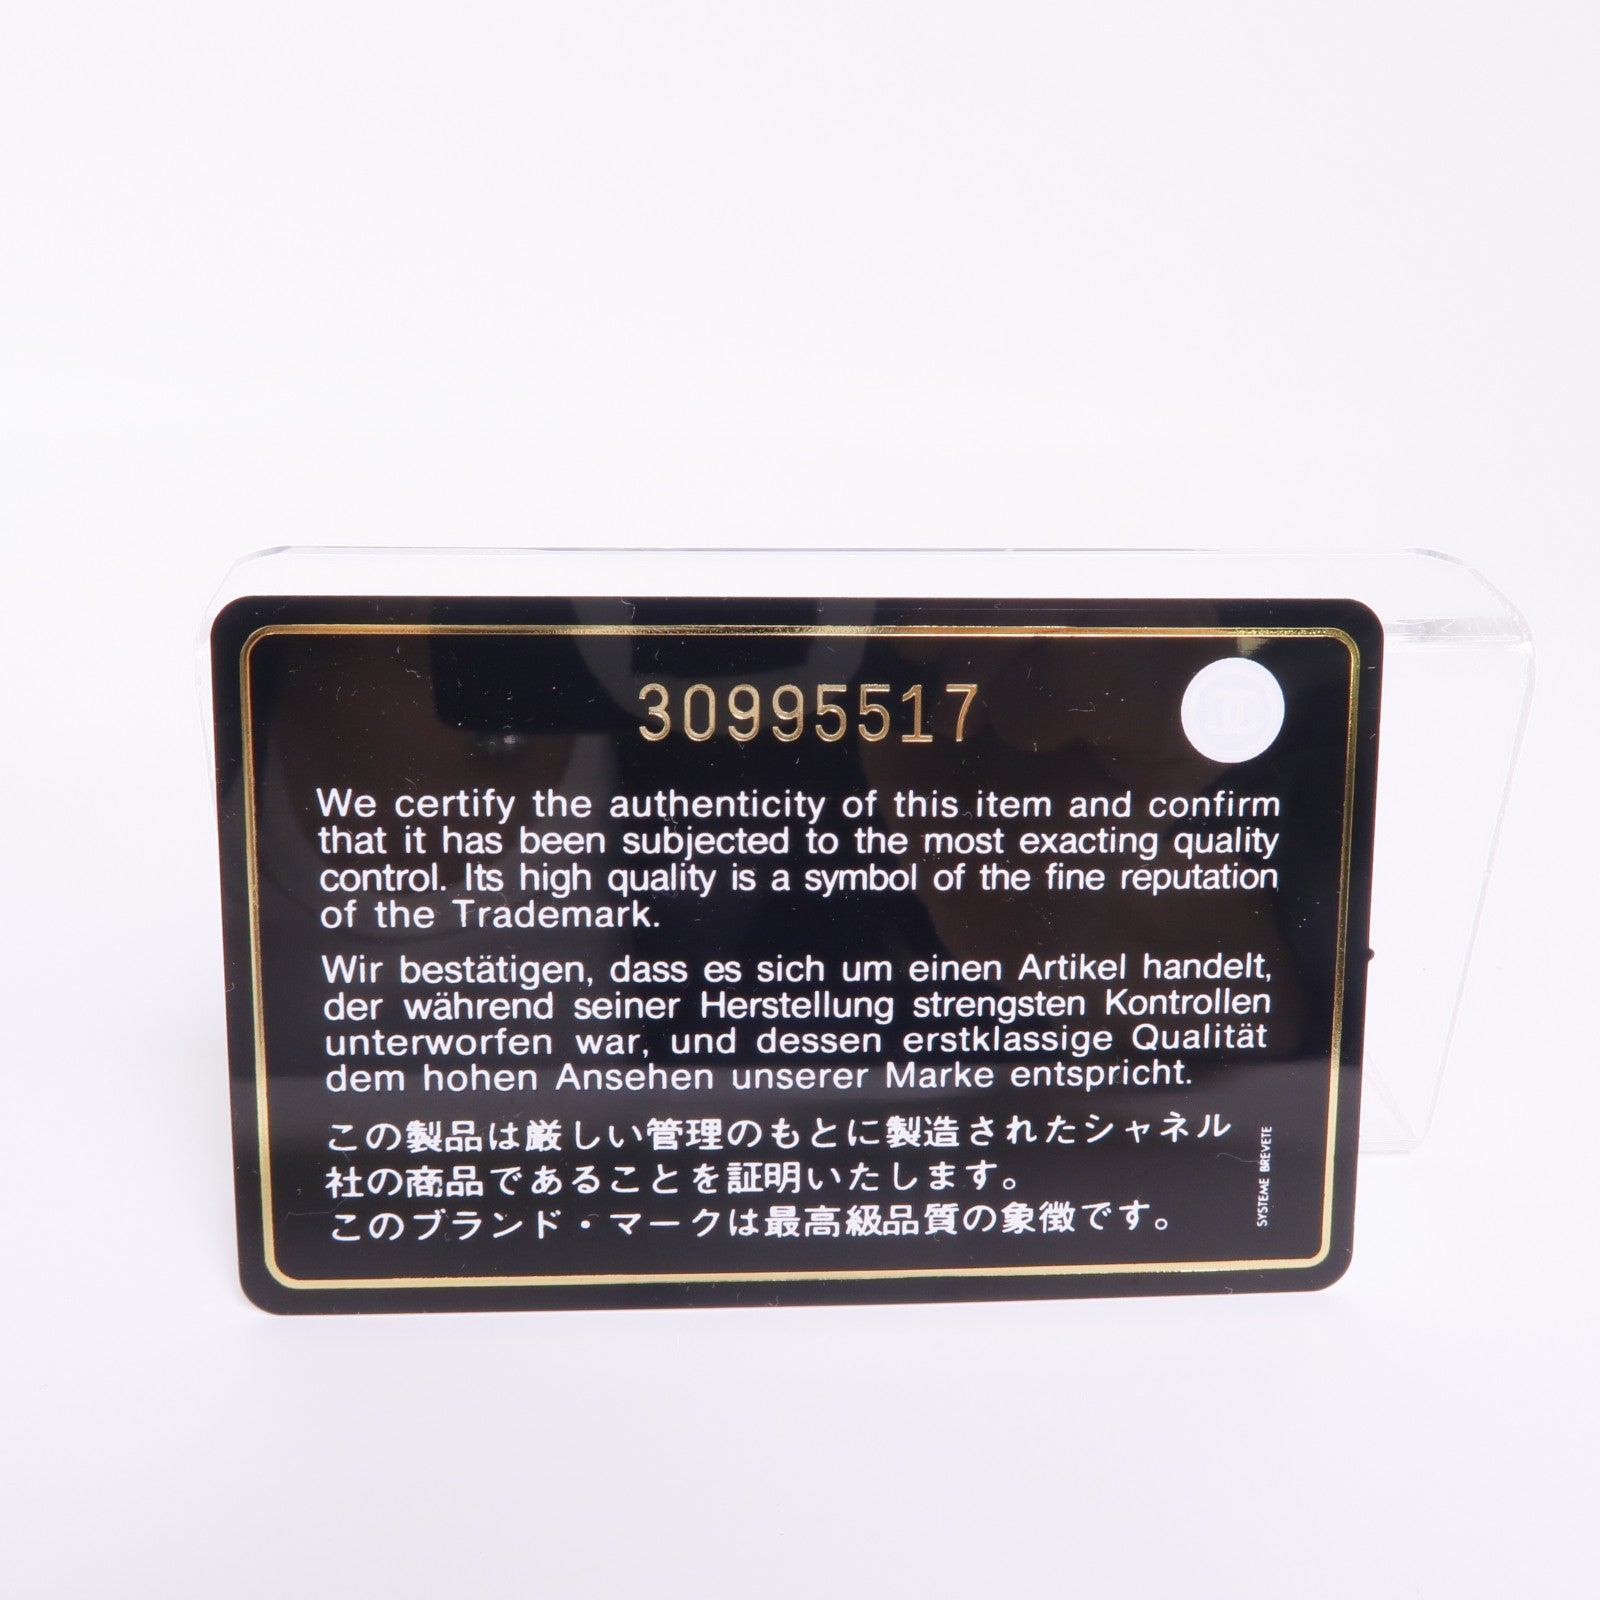 30995517
We certify the authenticity of this item and confirm
that it has been subjected to the most exacting quality
control. Its high quality is a symbol of the fine reputation
of the Trademark.
Wir bestätigen, dass es sich um einen Artikel handelt,
der während seiner Herstellung strengsten Kontrollen
unterworfen war, und dessen erstklassige Qualität
dem hohen Ansehen unserer Marke entspricht.
この製品は厳しい管理のもとに製造されたシャネル
社の商品であることを証明いたします。
このブランド・マークは最高級品質の象徴です。
SYSTEME BREVETE